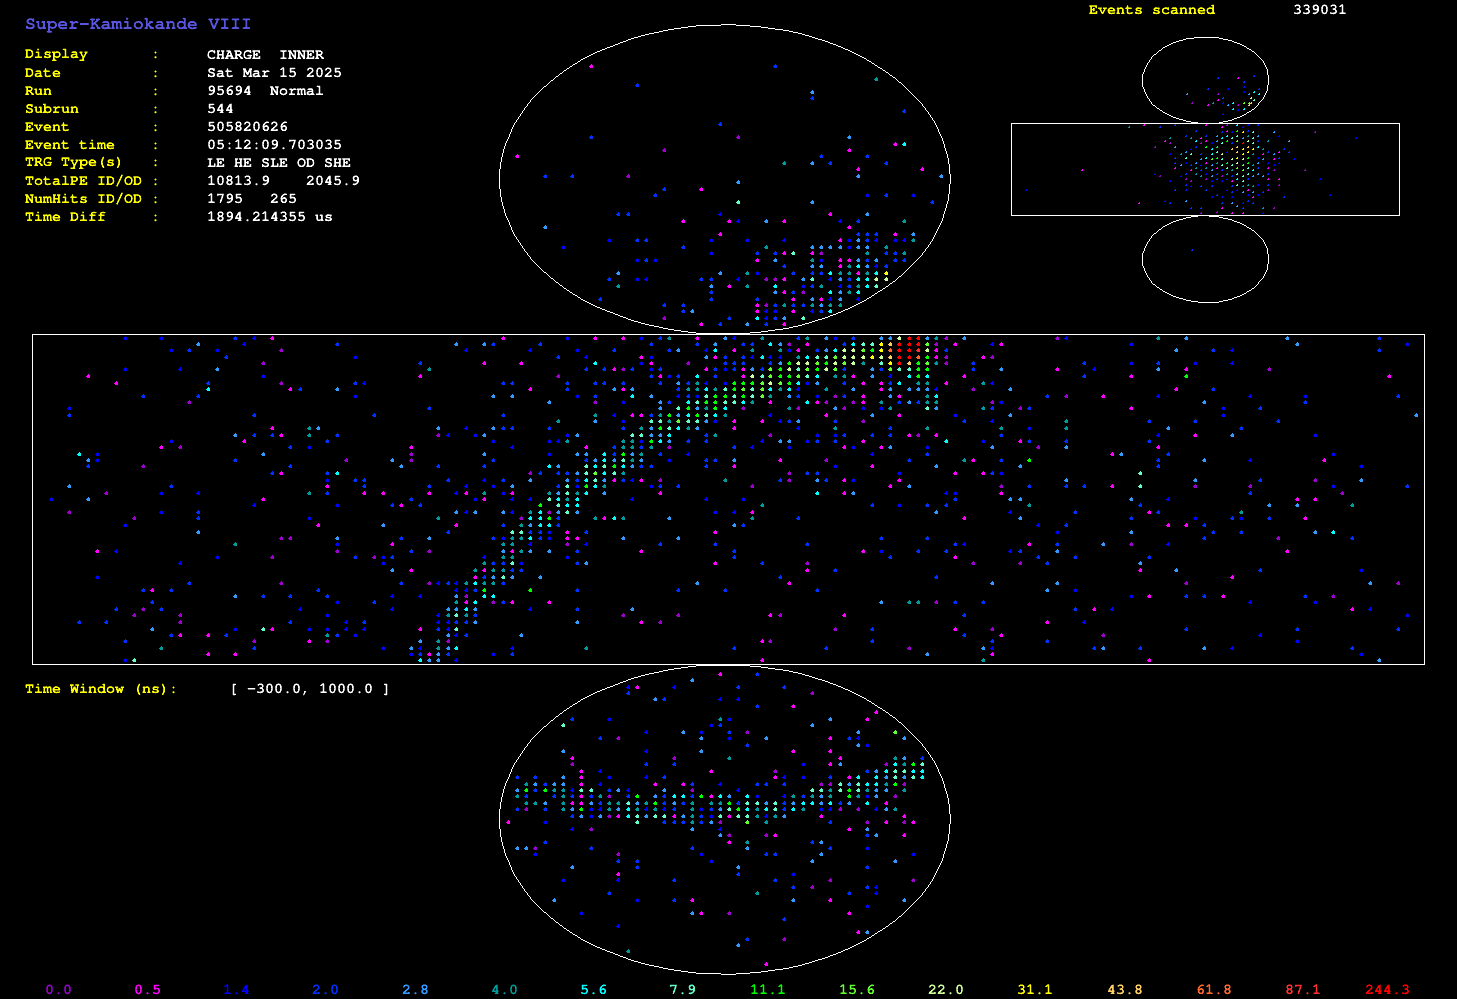 Super-Kamiokande VIII
Display : CHARGE INNER
Date : Sat Mar 15 2025
Run : 95694 Normal
Subrun : 544
Event : 505820626
Event time : 05:12:09.703035
TRG Type(s) : LE HE SLE OD SHE
TotalPE ID/OD : 10813.9 2045.9
NumHits ID/OD : 1795 265
Time Diff : 1894.214355 us
Events scanned 339031
Time Window (ns): [ -300.0, 1000.0 ]
0.0 0.5 1.4 2.0 2.8 4.0 5.6 7.9 11.1 15.6 22.0 31.1 43.8 61.8 87.1 244.3